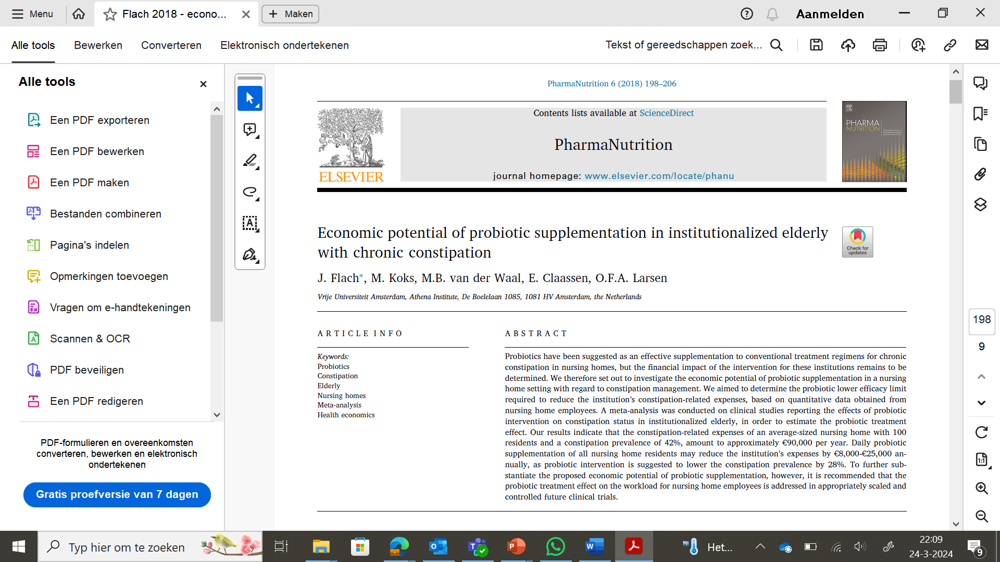 Menu
Flach 2018 - econo...
Maken
Aanmelden
Alle tools
Bewerken
Converteren
Elektronisch ondertekenen
Tekst of gereedschappen zoek...
Alle tools
Een PDF exporteren
Een PDF bewerken
Een PDF maken
Bestanden combineren
Pagina's indelen
Opmerkingen toevoegen
Vragen om e-handtekeningen
Scannen & OCR
PDF beveiligen
Een PDF redigeren
PDF-formulieren en overeenkomsten
converteren, bewerken en elektronisch
ondertekenen
Gratis proefversie van 7 dagen
PharmaNutrition 6 (2018) 198–206
ELSEVIER
Contents lists available at ScienceDirect
PharmaNutrition
journal homepage: www.elsevier.com/locate/phanu
PHARMA
NUTRITION
Economic potential of probiotic supplementation in institutionalized elderly
with chronic constipation
Check for
updates
J. Flach*, M. Koks, M.B. van der Waal, E. Claassen, O.F.A. Larsen
Vrije Universiteit Amsterdam, Athena Institute, De Boelelaan 1085, 1081 HV Amsterdam, the Netherlands
ARTICLE INFO
Keywords:
Probiotics
Constipation
Elderly
Nursing homes
Meta-analysis
Health economics
ABSTRACT
Probiotics have been suggested as an effective supplementation to conventional treatment regimens for chronic
constipation in nursing homes, but the financial impact of the intervention for these institutions remains to be
determined. We therefore set out to investigate the economic potential of probiotic supplementation in a nursing
home setting with regard to constipation management. We aimed to determine the probiotic lower efficacy limit
required to reduce the institution's constipation-related expenses, based on quantitative data obtained from
nursing home employees. A meta-analysis was conducted on clinical studies reporting the effects of probiotic
intervention on constipation status in institutionalized elderly, in order to estimate the probiotic treatment
effect. Our results indicate that the constipation-related expenses of an average-sized nursing home with 100
residents and a constipation prevalence of 42%, amount to approximately €90,000 per year. Daily probiotic
supplementation of all nursing home residents may reduce the institution's expenses by €8,000-€25,000 an-
nually, as probiotic intervention is suggested to lower the constipation prevalence by 28%. To further sub-
stantiate the proposed economic potential of probiotic supplementation, however, it is recommended that the
probiotic treatment effect on the workload for nursing home employees is addressed in appropriately scaled and
controlled future clinical trials.
198
9
1:1
Typ hier om te zoeken
Het...
22:09
24-3-2024
9